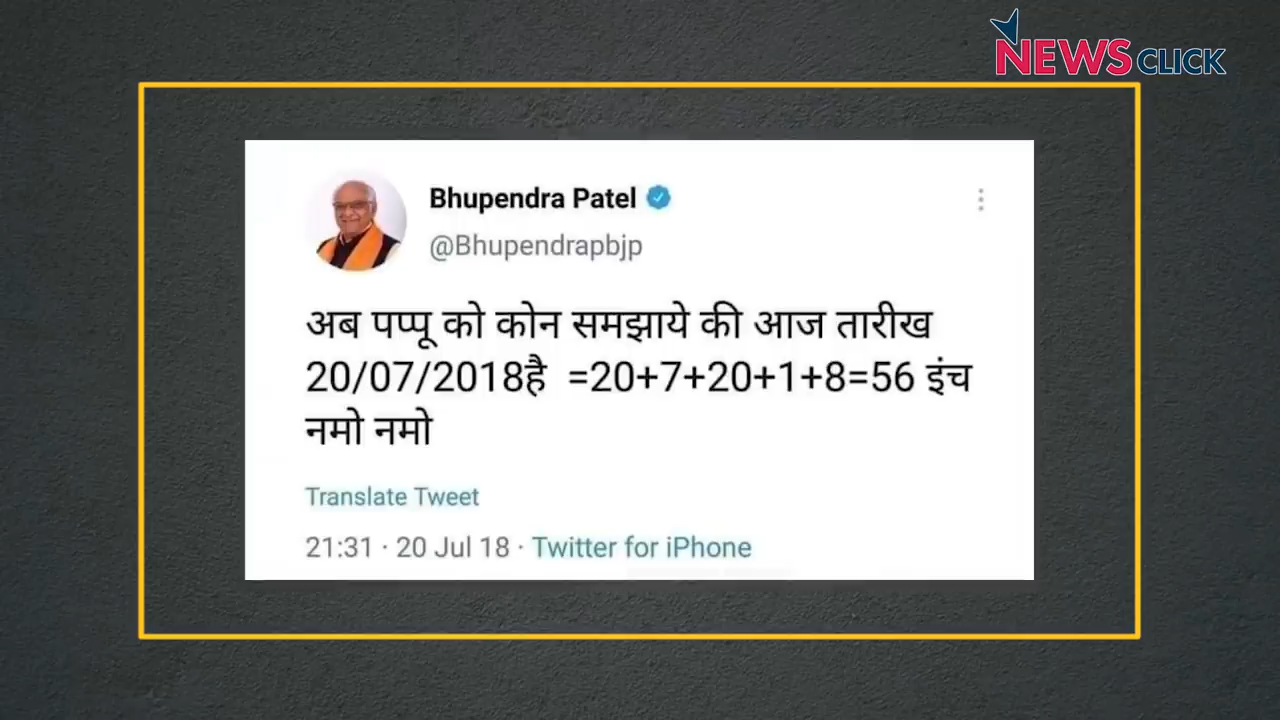 NEWSCLICK
Bhupendra Patel
@Bhupendrapbjp
अब पप्पू को कोन समझाये की आज तारीख
20/07/2018है =20+7+20+1+8=56 इंच
नमो नमो
Translate Tweet
21:31 · 20 Jul 18 · Twitter for iPhone